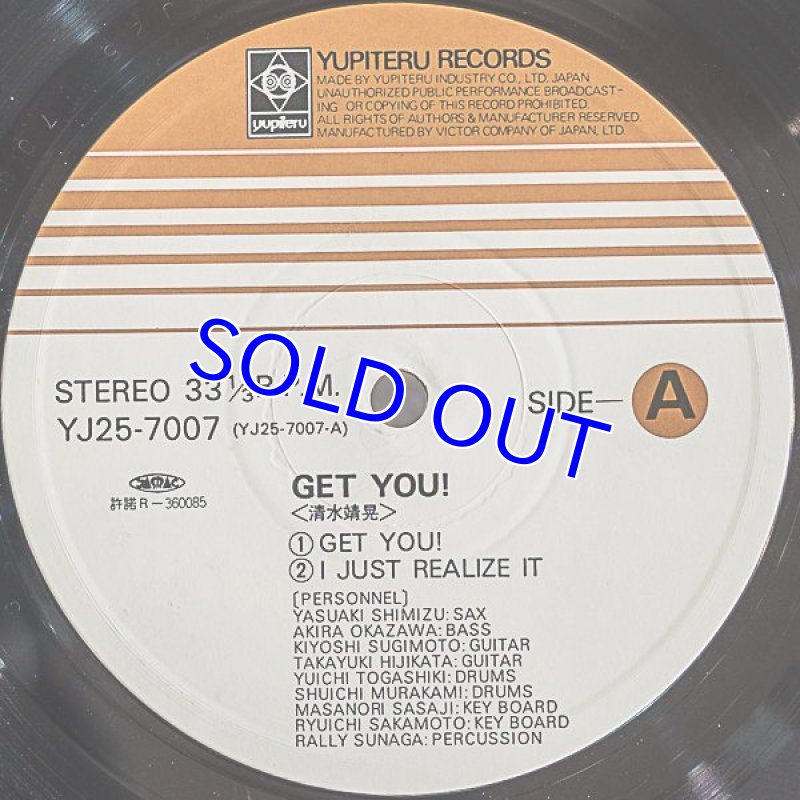 YUPITERU RECORDS
MADE BY YUPITERU INDUSTRY CO., LTD. JAPAN
UNAUTHORIZED PUBLIC PERFORMANCE BROADCAST-
ING OR COPYING OF THIS RECORD PROHIBITED.
ALL RIGHTS OF AUTHORS & MANUFACTURER RESERVED.
MANUFACTURED BY VICTOR COMPANY OF JAPAN, LTD.
yupiteru
SOLD OUT
STEREO 33 1/3 R.P.M.
SIDE— A
YJ25-7007 (YJ25-7007-A)
GET YOU!
<清水靖晃>
許諾 R-360085
① GET YOU!
② I JUST REALIZE IT
[PERSONNEL]
YASUAKI SHIMIZU: SAX
AKIRA OKAZAWA: BASS
KIYOSHI SUGIMOTO: GUITAR
TAKAYUKI HIJIKATA: GUITAR
YUICHI TOGASHIKI: DRUMS
SHUICHI MURAKAMI: DRUMS
MASANORI SASAJI: KEY BOARD
RYUICHI SAKAMOTO: KEY BOARD
RALLY SUNAGA: PERCUSSION